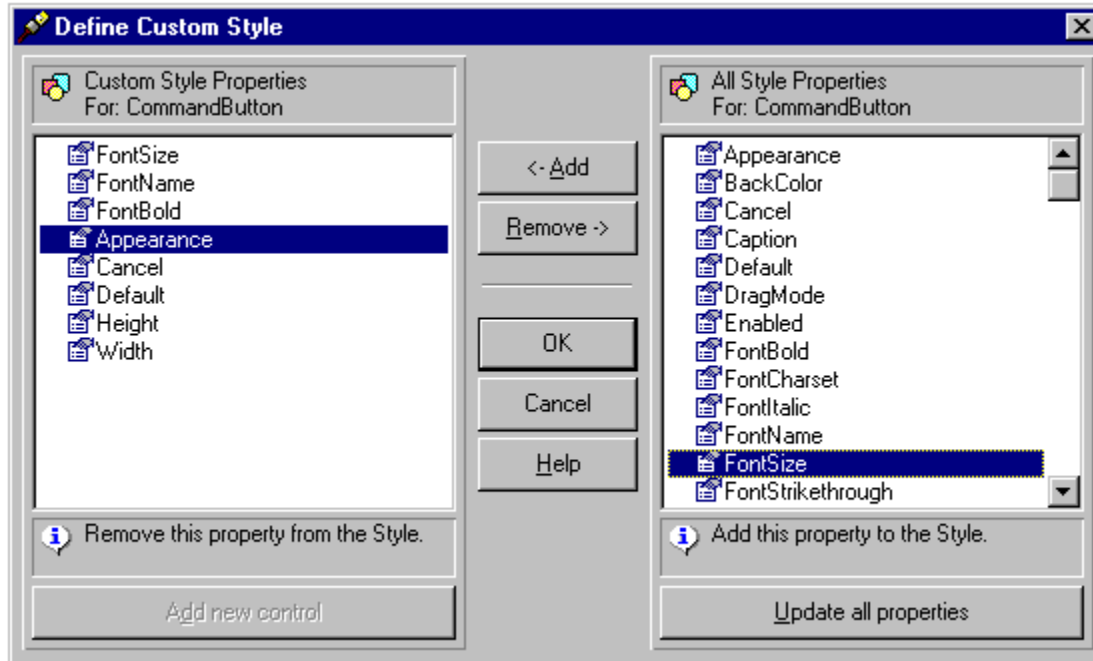 Define Custom Style
Custom Style Properties
For: CommandButton
FontSize
FontName
FontBold
Appearance
Cancel
Default
Height
Width
Remove this property from the Style.
Add new control
<- Add
Remove ->
OK
Cancel
Help
All Style Properties
For: CommandButton
Appearance
BackColor
Cancel
Caption
Default
DragMode
Enabled
FontBold
FontCharset
FontItalic
FontName
FontSize
FontStrikethrough
Add this property to the Style.
Update all properties